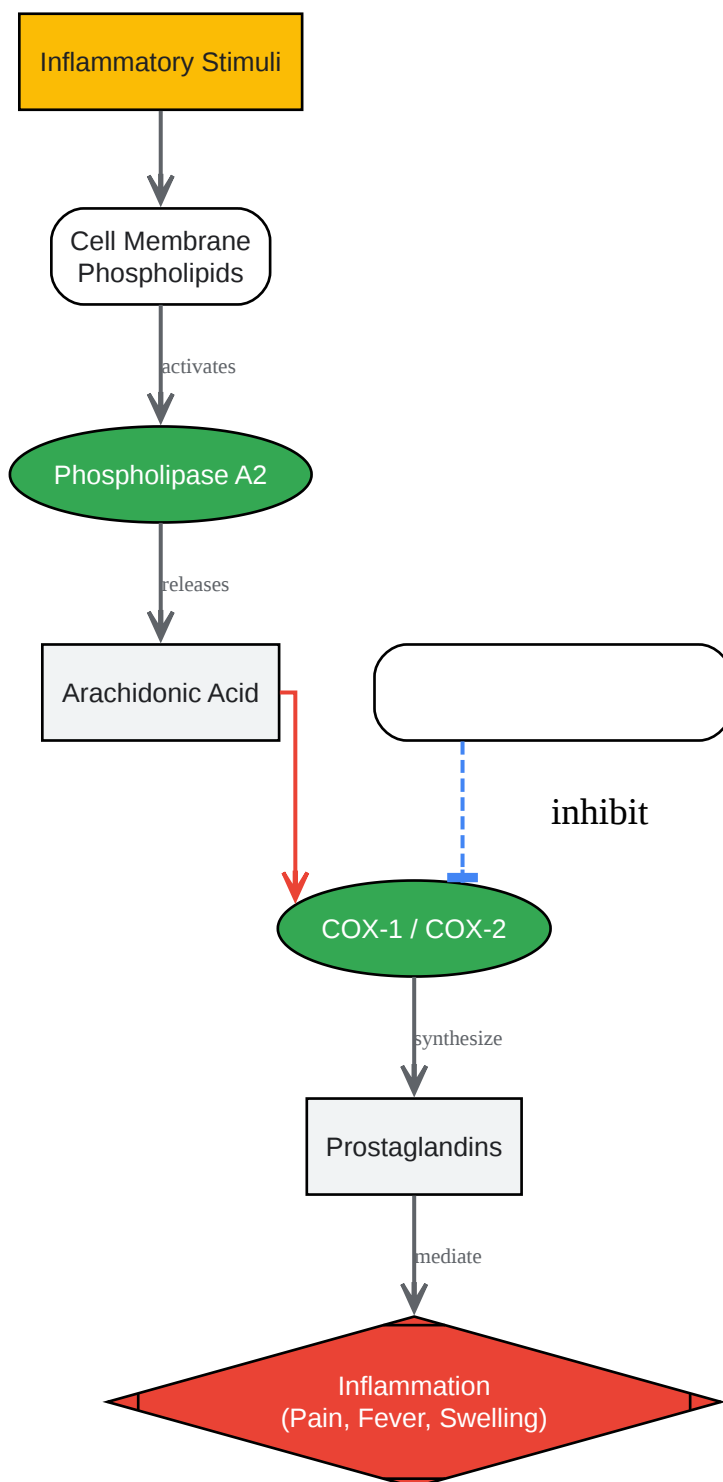 Inflammatory Stimuli
Cell Membrane
Phospholipids
activates
Phospholipase A2
releases
Arachidonic Acid
inhibit
COX-1 / COX-2
synthesize
Prostaglandins
mediate
Inflammation
(Pain, Fever, Swelling)